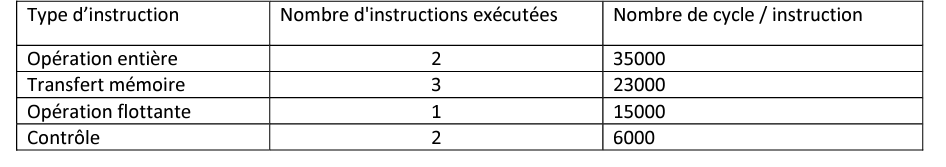 Type d’instruction Nombre d'instructions exécutées Nombre de cycle / instruction
Opération entière 2 35000
Transfert mémoire 3 23000
Opération flottante 1 15000
Contrôle 2 6000